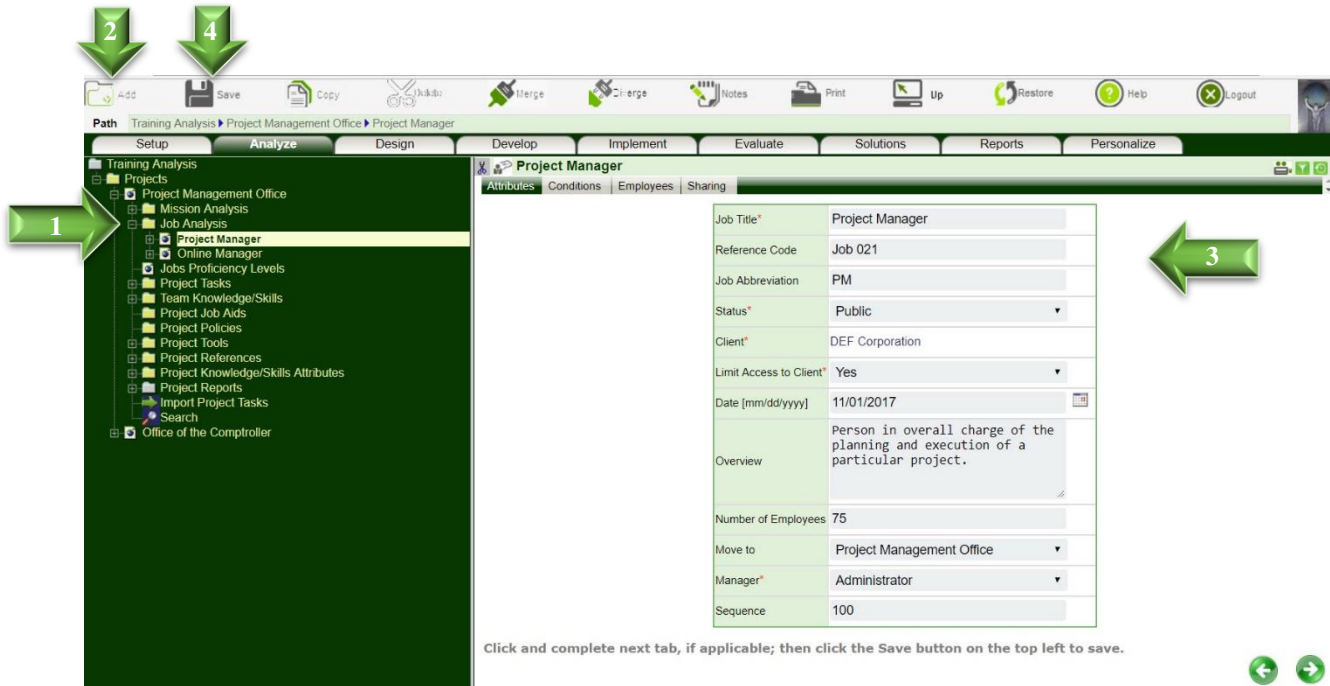 2 4
Add Save Copy Delete Merge Diverge Notes Print Up Restore Help Logout
Path Training Analysis Project Management Office Project Manager
Setup Analyze Design Develop Implement Evaluate Solutions Reports Personalize
Training Analysis
Projects
Project Management Office
Mission Analysis
1
Job Analysis
Project Manager
Online Manager
Jobs Proficiency Levels
Project Tasks
Team Knowledge/Skills
Project Job Aids
Project Policies
Project Tools
Project References
Project Knowledge/Skills Attributes
Project Reports
Import Project Tasks
Search
Office of the Comptroller
Project Manager
Attributes Conditions Employees Sharing
Job Title* Project Manager
Reference Code Job 021
3
Job Abbreviation PM
Status* Public
Client* DEF Corporation
Limit Access to Client* Yes
Date [mm/dd/yyyy] 11/01/2017
Overview Person in overall charge of the
planning and execution of a
particular project.
Number of Employees 75
Move to Project Management Office
Manager* Administrator
Sequence 100
Click and complete next tab, if applicable; then click the Save button on the top left to save.